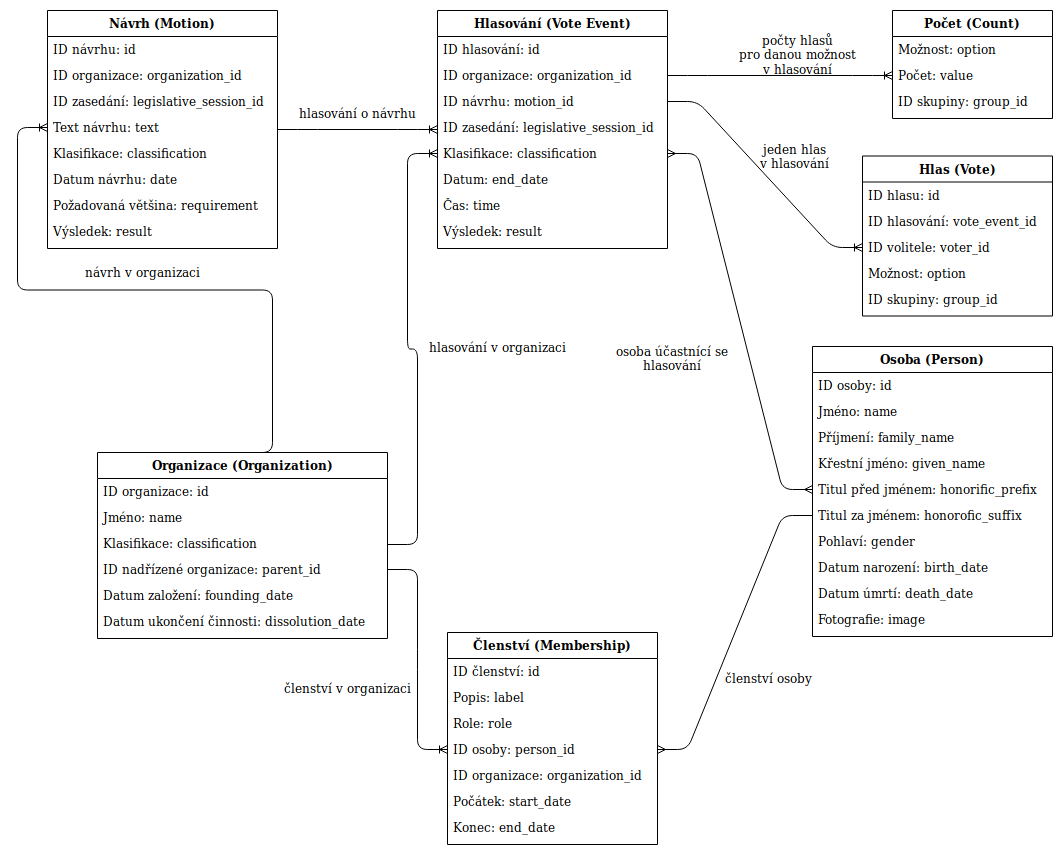 Návrh (Motion)
ID návrhu: id
ID organizace: organization_id
ID zasedání: legislative_session_id
Text návrhu: text
Klasifikace: classification
Datum návrhu: date
Požadovaná většina: requirement
Výsledek: result
hlasování o návrhu
Hlasování (Vote Event)
ID hlasování: id
ID organizace: organization_id
ID návrhu: motion_id
ID zasedání: legislative_session_id
Klasifikace: classification
Datum: end_date
Čas: time
Výsledek: result
počty hlasů
pro danou možnost
v hlasování
Počet (Count)
Možnost: option
Počet: value
ID skupiny: group_id
jeden hlas
v hlasování
Hlas (Vote)
ID hlasu: id
ID hlasování: vote_event_id
ID volitele: voter_id
Možnost: option
ID skupiny: group_id
návrh v organizaci
hlasování v organizaci
osoba účastnící se
hlasování
Osoba (Person)
ID osoby: id
Jméno: name
Příjmení: family_name
Křestní jméno: given_name
Titul před jménem: honorific_prefix
Titul za jménem: honorofic_suffix
Pohlaví: gender
Datum narození: birth_date
Datum úmrtí: death_date
Fotografie: image
Organizace (Organization)
ID organizace: id
Jméno: name
Klasifikace: classification
ID nadřízené organizace: parent_id
Datum založení: founding_date
Datum ukončení činnosti: dissolution_date
členství v organizaci
členství osoby
Členství (Membership)
ID členství: id
Popis: label
Role: role
ID osoby: person_id
ID organizace: organization_id
Počátek: start_date
Konec: end_date